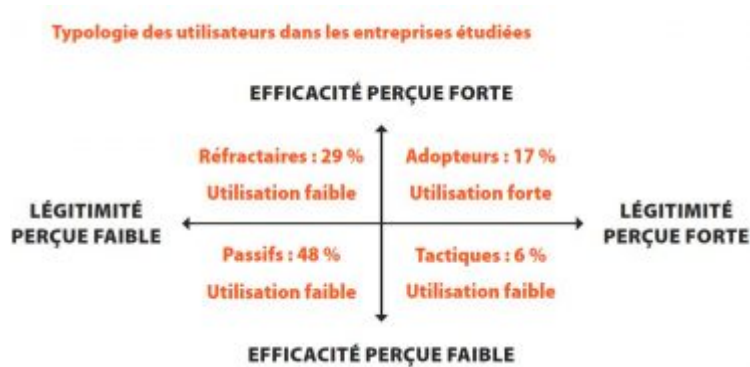 Typologie des utilisateurs dans les entreprises étudiées
EFFICACITÉ PERÇUE FORTE
Réfractaires : 29 %
Utilisation faible
Adopteurs : 17 %
Utilisation forte
LÉGITIMITÉ
PERÇUE FAIBLE
LÉGITIMITÉ
PERÇUE FORTE
Passifs : 48 %
Utilisation faible
Tactiques : 6 %
Utilisation faible
EFFICACITÉ PERÇUE FAIBLE